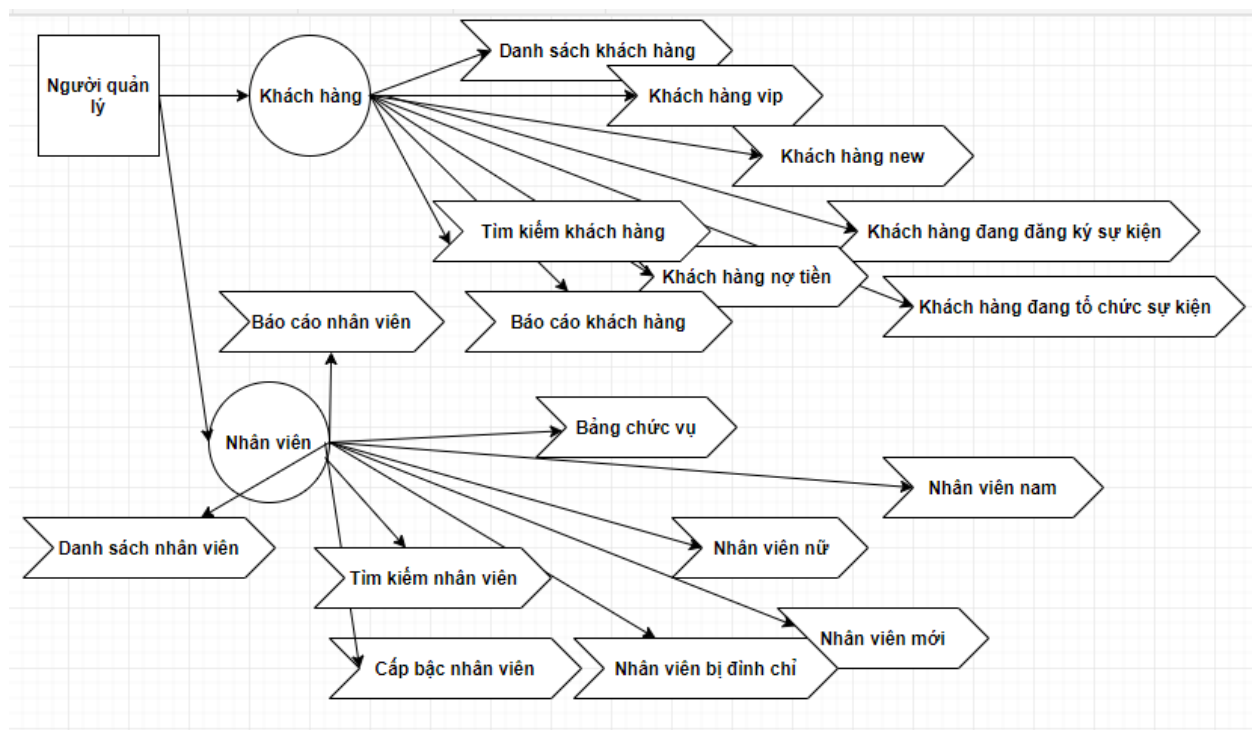 Người quản
lý
Khách hàng
Danh sách khách hàng
Khách hàng vip
Khách hàng new
Tìm kiếm khách hàng
Khách hàng đang đăng ký sự kiện
Khách hàng nợ tiền
Khách hàng đang tổ chức sự kiện
Báo cáo nhân viên
Báo cáo khách hàng
Nhân viên
Bảng chức vụ
Nhân viên nam
Danh sách nhân viên
Nhân viên nữ
Tìm kiếm nhân viên
Nhân viên mới
Cấp bậc nhân viên
Nhân viên bị đỉnh chỉ